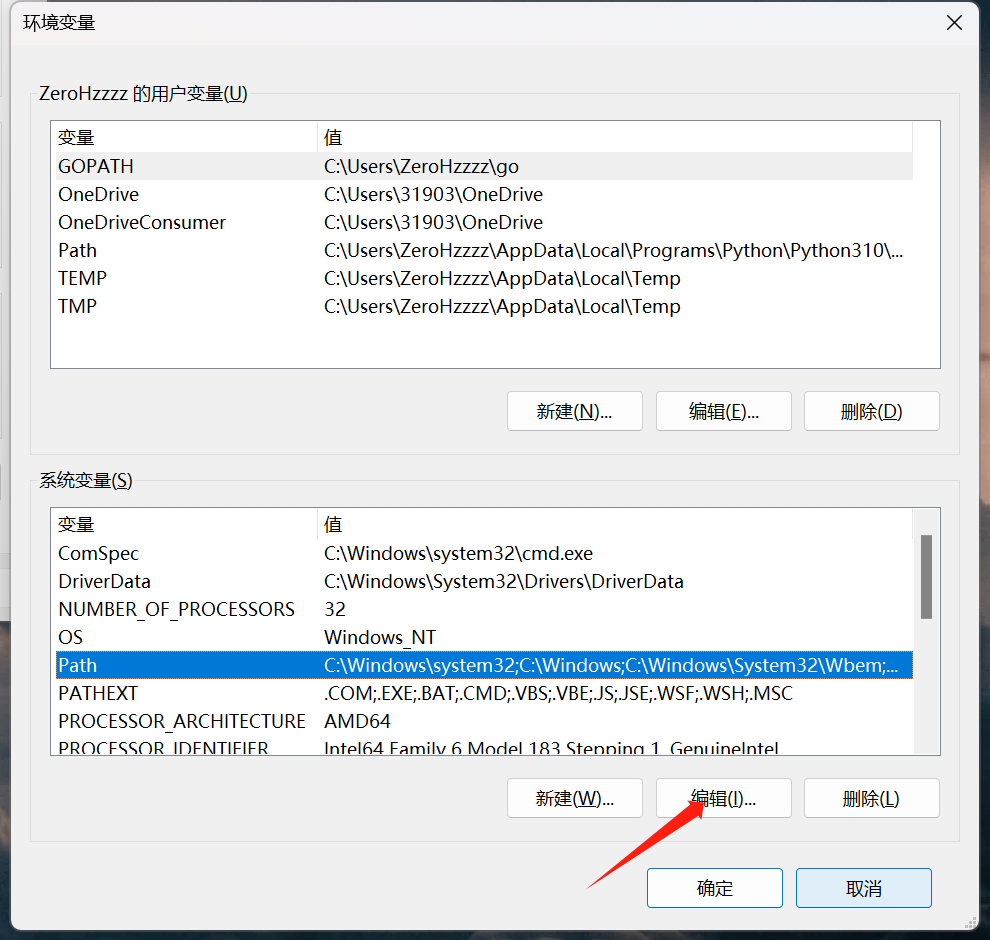 环境变量
ZeroHzzzz 的用户变量(U)
变量 值
GOPATH C:\Users\ZeroHzzzz\go
OneDrive C:\Users\31903\OneDrive
OneDriveConsumer C:\Users\31903\OneDrive
Path C:\Users\ZeroHzzzz\AppData\Local\Programs\Python\Python310\...
TEMP C:\Users\ZeroHzzzz\AppData\Local\Temp
TMP C:\Users\ZeroHzzzz\AppData\Local\Temp
新建(N)... 编辑(E)... 删除(D)
系统变量(S)
变量 值
ComSpec C:\Windows\system32\cmd.exe
DriverData C:\Windows\System32\Drivers\DriverData
NUMBER_OF_PROCESSORS 32
OS Windows_NT
Path C:\Windows\system32;C:\Windows;C:\Windows\System32\Wbem;...
PATHEXT .COM;.EXE;.BAT;.CMD;.VBS;.VBE;.JS;.JSE;.WSF;.WSH;.MSC
PROCESSOR_ARCHITECTURE AMD64
PROCESSOR_IDENTIFIER Intel64 Family 6 Model 183 Stepping 1, GenuineIntel
新建(W)... 编辑(I)... 删除(L)
确定 取消